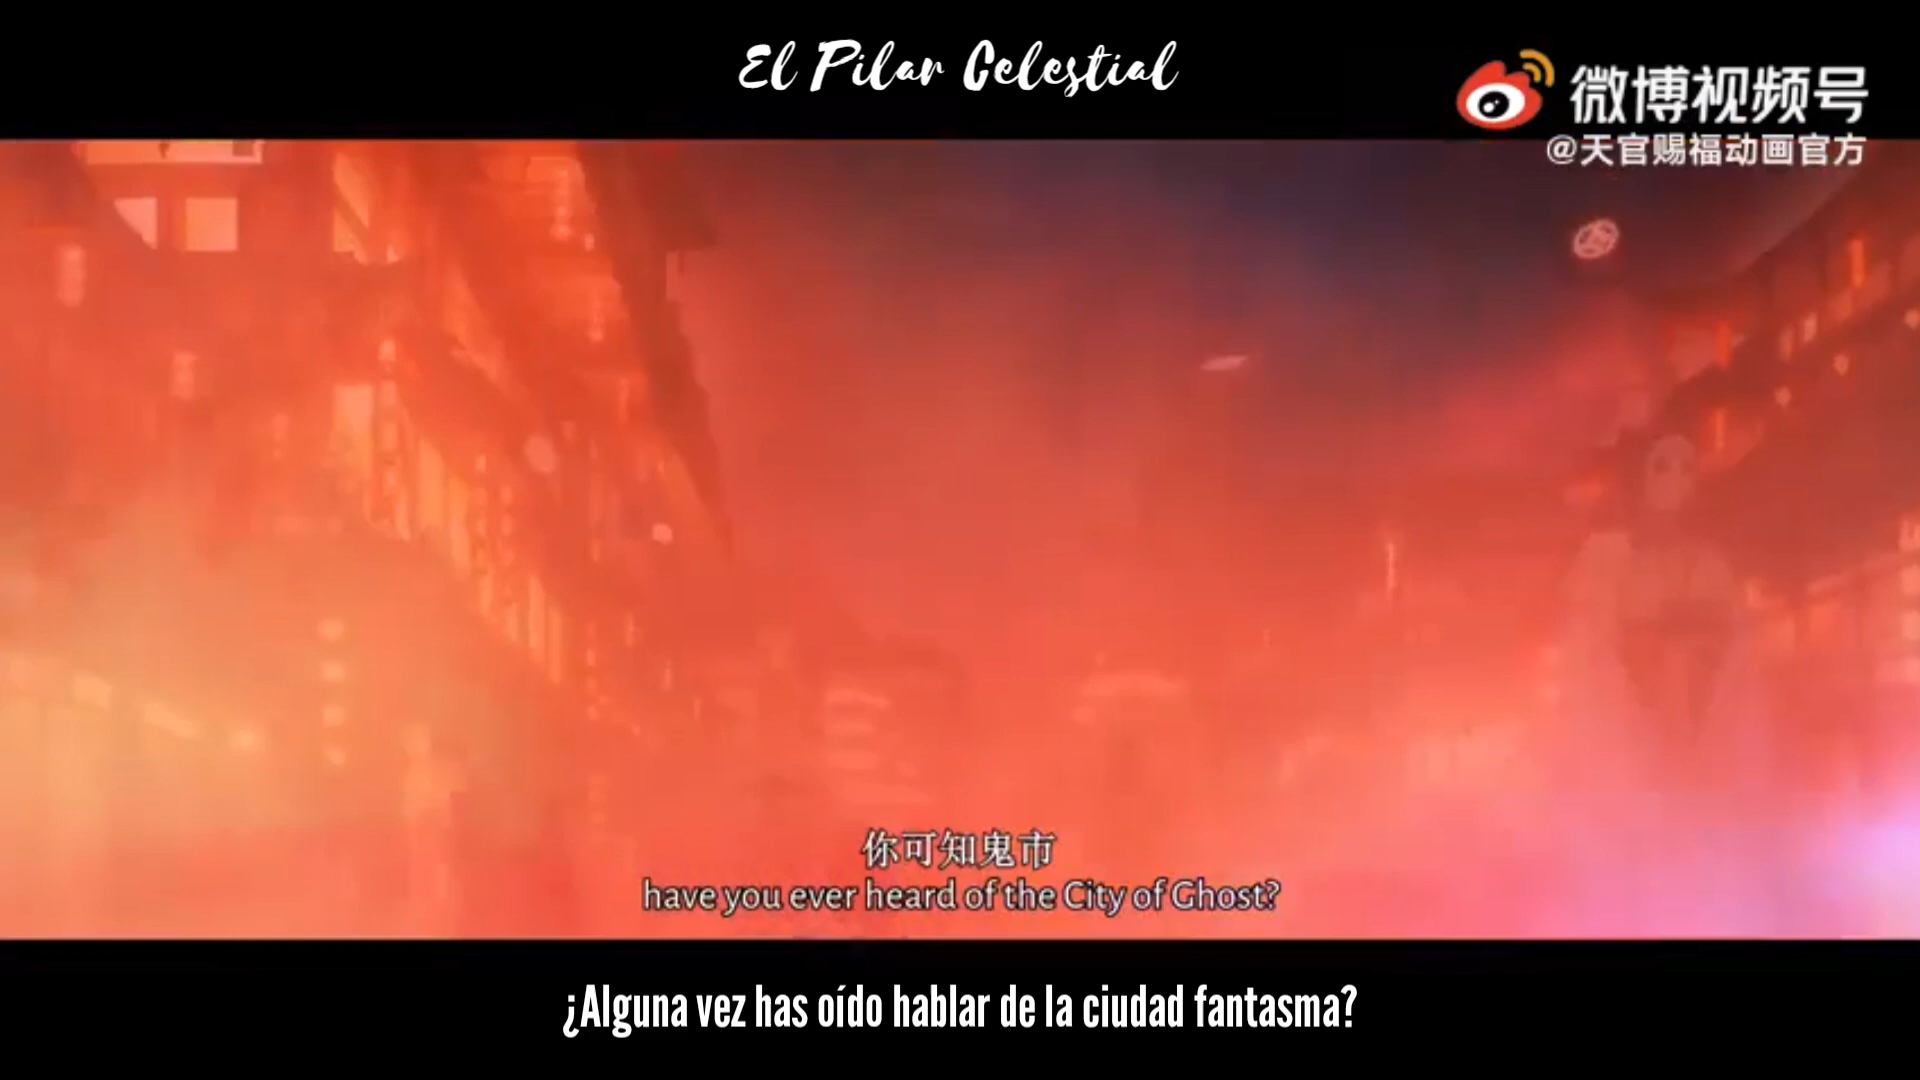 El Pilar Celestial
微博视频号
@天官赐福动画官方
你可知鬼市
have you ever heard of the City of Ghost?
¿Alguna vez has oído hablar de la ciudad fantasma?